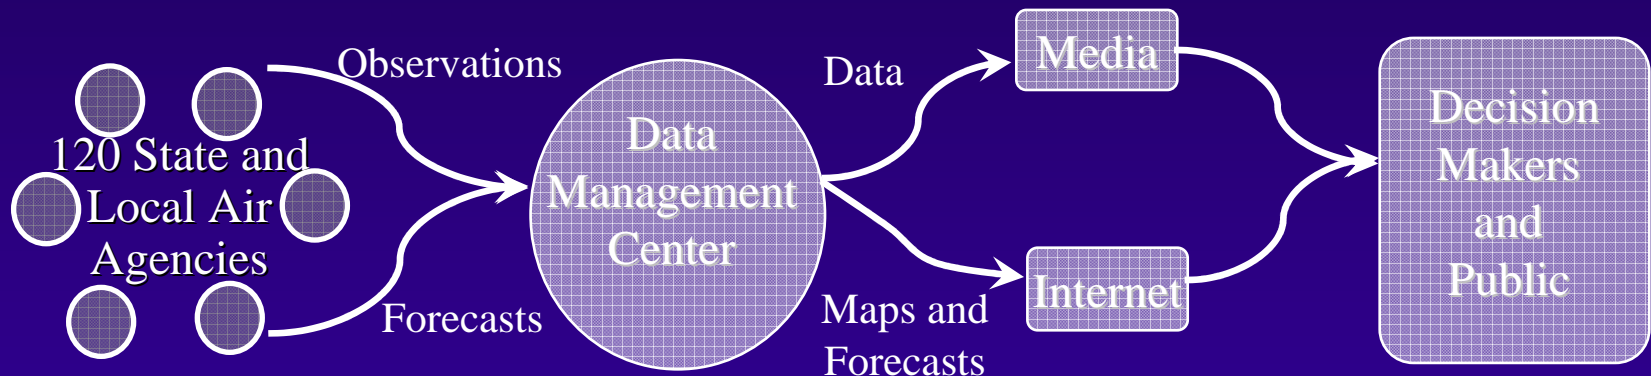 120 State and
Local Air
Agencies
Observations
Forecasts
Data
Management
Center
Data
Maps and
Forecasts
Media
Internet
Decision
Makers
and
Public